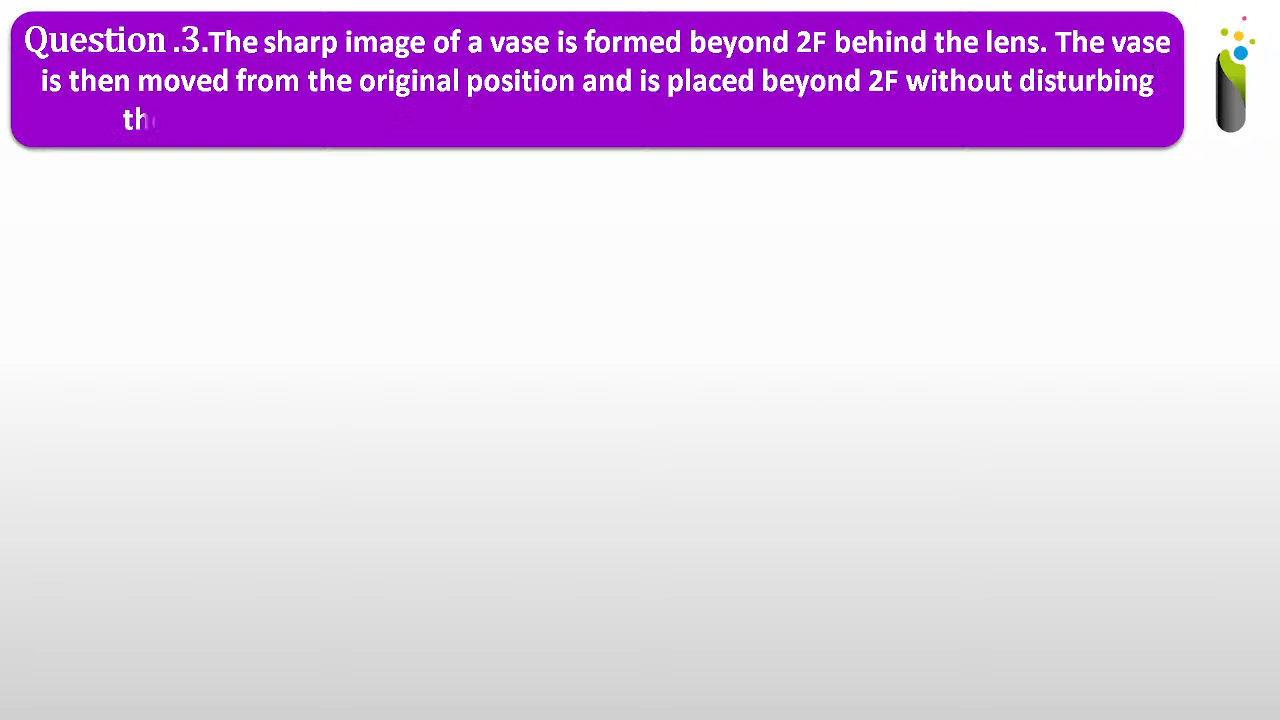 Question .3.The sharp image of a vase is formed beyond 2F behind the lens. The vase
is then moved from the original position and is placed beyond 2F without disturbing